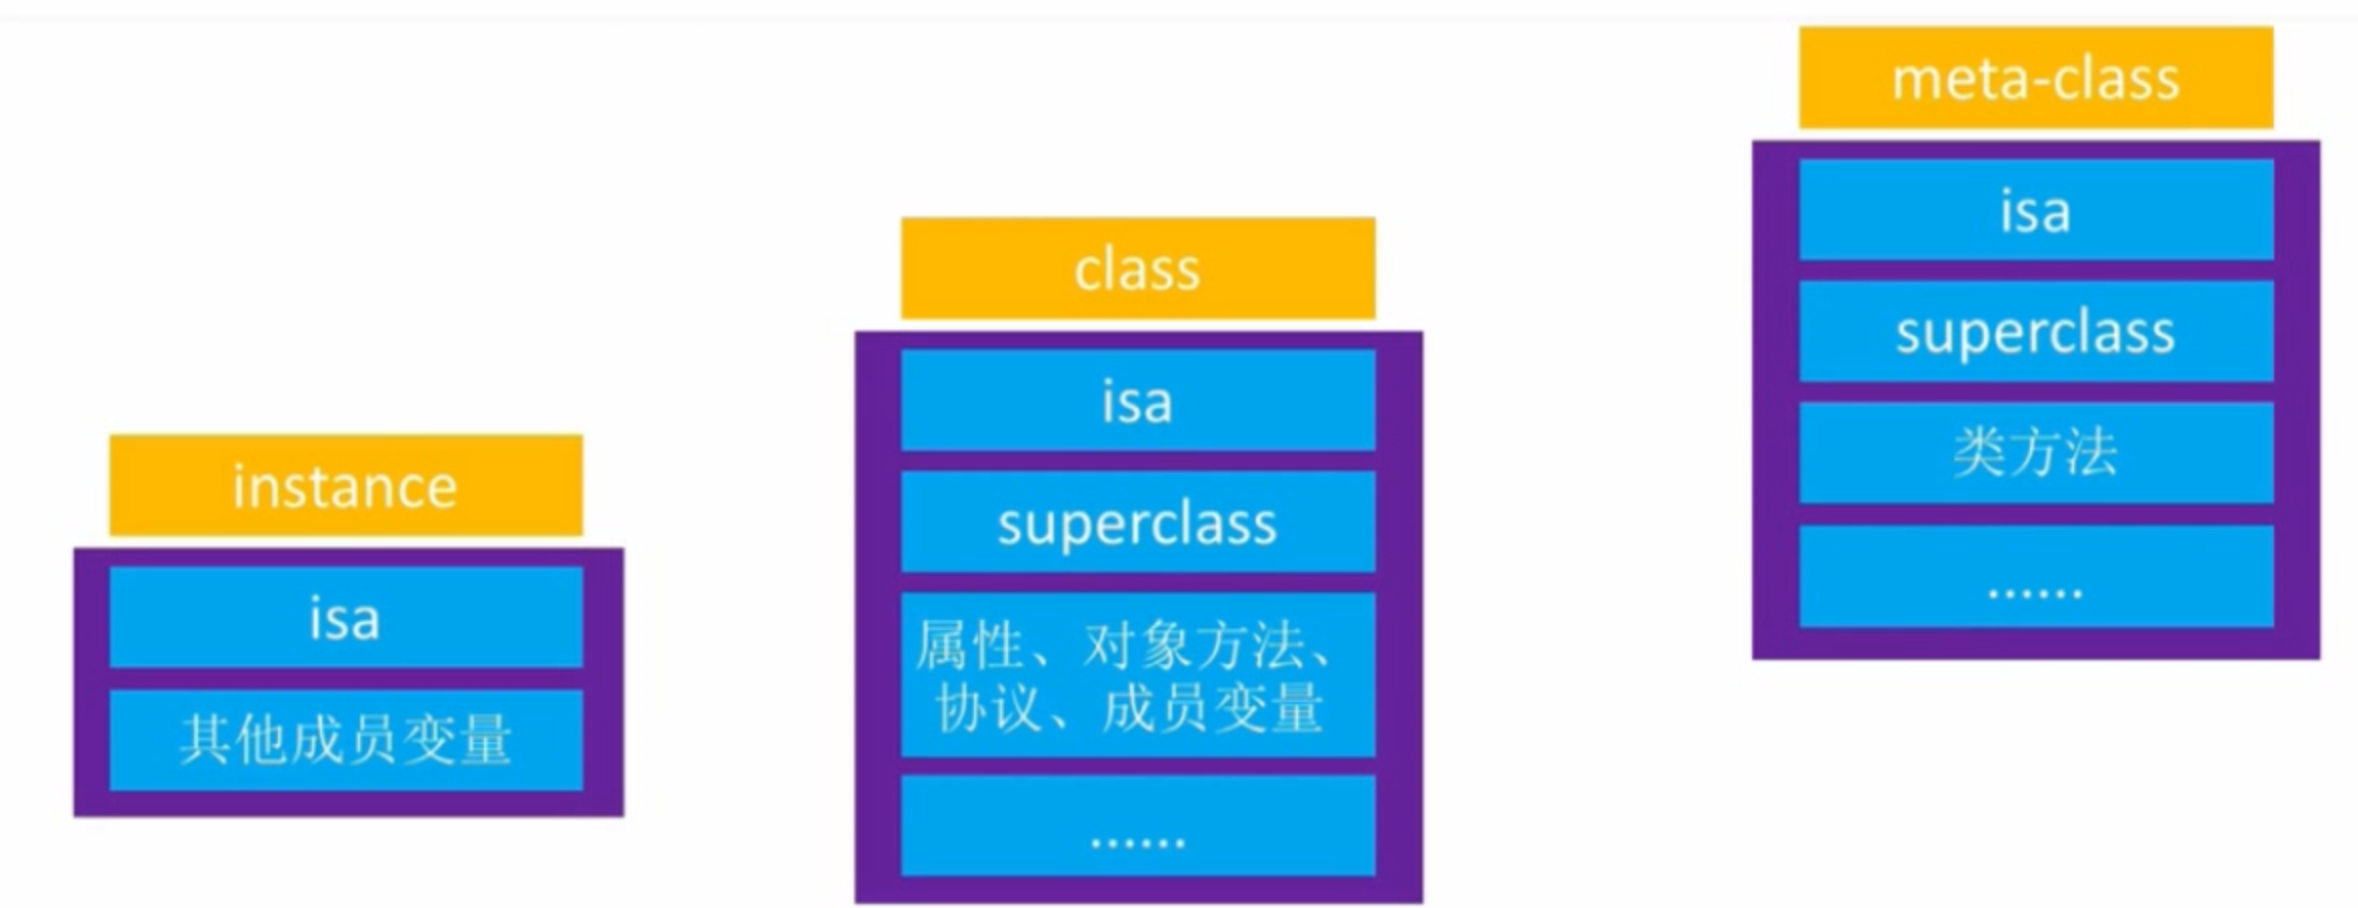 instance
isa
其他成员变量
class
isa
superclass
属性、对象方法、
协议、成员变量
......
meta-class
isa
superclass
类方法
......